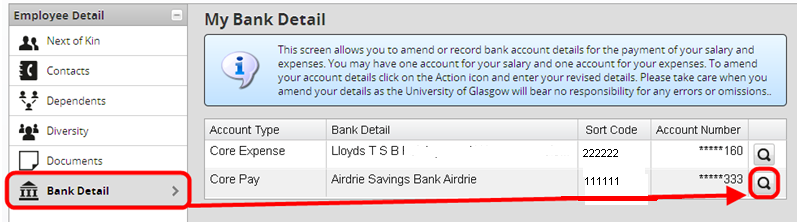 Employee Detail
Next of Kin
Contacts
Dependents
Diversity
Documents
Bank Detail
My Bank Detail
This screen allows you to amend or record bank account details for the payment of your salary and
expenses. You may have one account for your salary and one account for your expenses. To amend
your account details click on the Action icon and enter your revised details. Please take care when you
amend your details as the University of Glasgow will bear no responsibility for any errors or omissions..
Account Type Bank Detail Sort Code Account Number
Core Expense Lloyds T S B 222222 *****160
Core Pay Airdrie Savings Bank Airdrie 111111 *****333